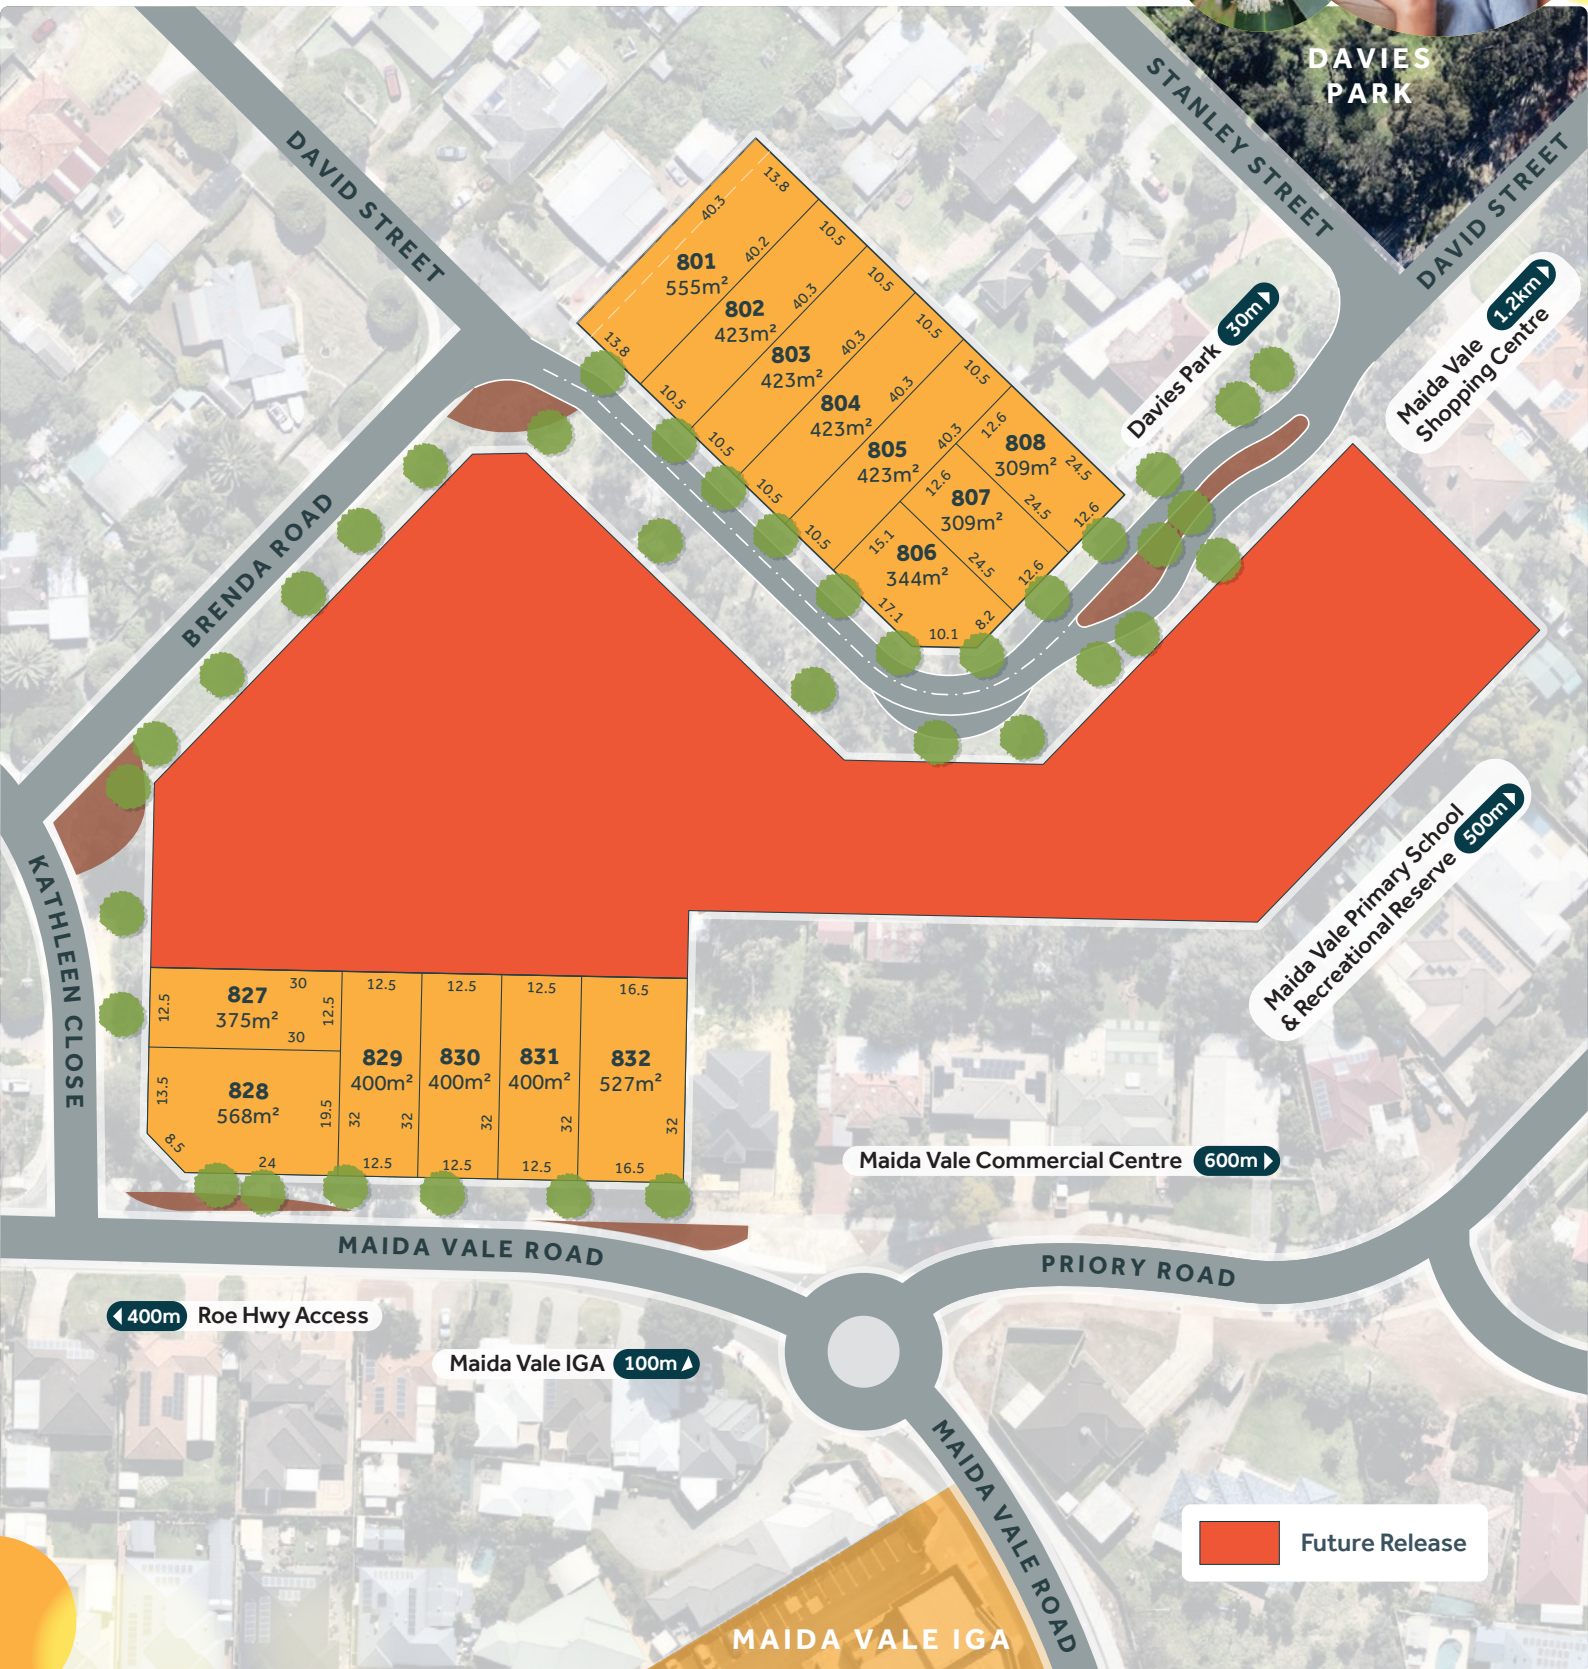 DAVIES
PARK
STANLEY STREET
DAVID STREET
DAVID STREET
BRENDA ROAD
KATHLEEN CLOSE
Davies Park 30m
Maida Vale
Shopping Centre 1.2km
13.8
40.3
801
555m²
40.2
13.8
10.5
802
423m²
40.3
10.5
10.5
803
423m²
40.3
10.5
10.5
804
423m²
40.3
10.5
10.5
805
423m²
40.3
10.5
12.6
808
309m²
24.5
12.6
12.6
807
309m²
24.5
12.6
15.1
806
344m²
24.5
17.1
10.1
8.2
Maida Vale Primary School
& Recreational Reserve 500m
30
12.5
827
375m²
12.5
30
13.5
828
568m²
19.5
8.5
24
12.5
829
400m²
32
32
12.5
12.5
830
400m²
32
12.5
12.5
831
400m²
32
12.5
16.5
832
527m²
32
16.5
Maida Vale Commercial Centre 600m
MAIDA VALE ROAD
PRIORY ROAD
400m Roe Hwy Access
Maida Vale IGA 100m
MAIDA VALE ROAD
Future Release
MAIDA VALE IGA